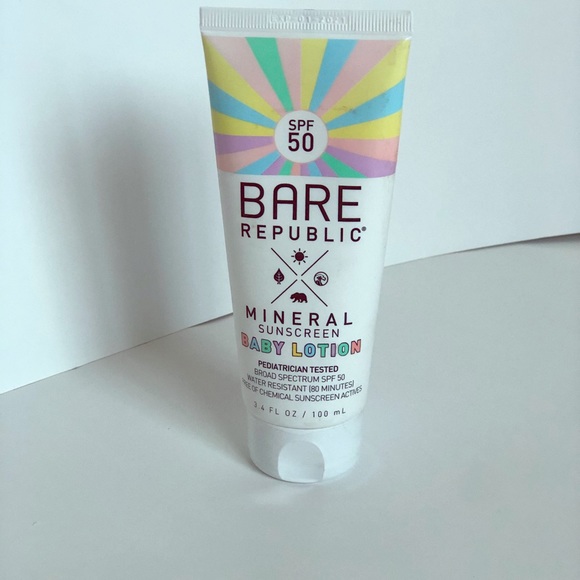 SPF
50
BARE
REPUBLIC®
MINERAL
SUNSCREEN
BABY LOTION
PEDIATRICIAN TESTED
BROAD SPECTRUM SPF 50
WATER RESISTANT (80 MINUTES)
OF CHEMICAL SUNSCREEN ACTIVES
3.4 FL OZ / 100 mL